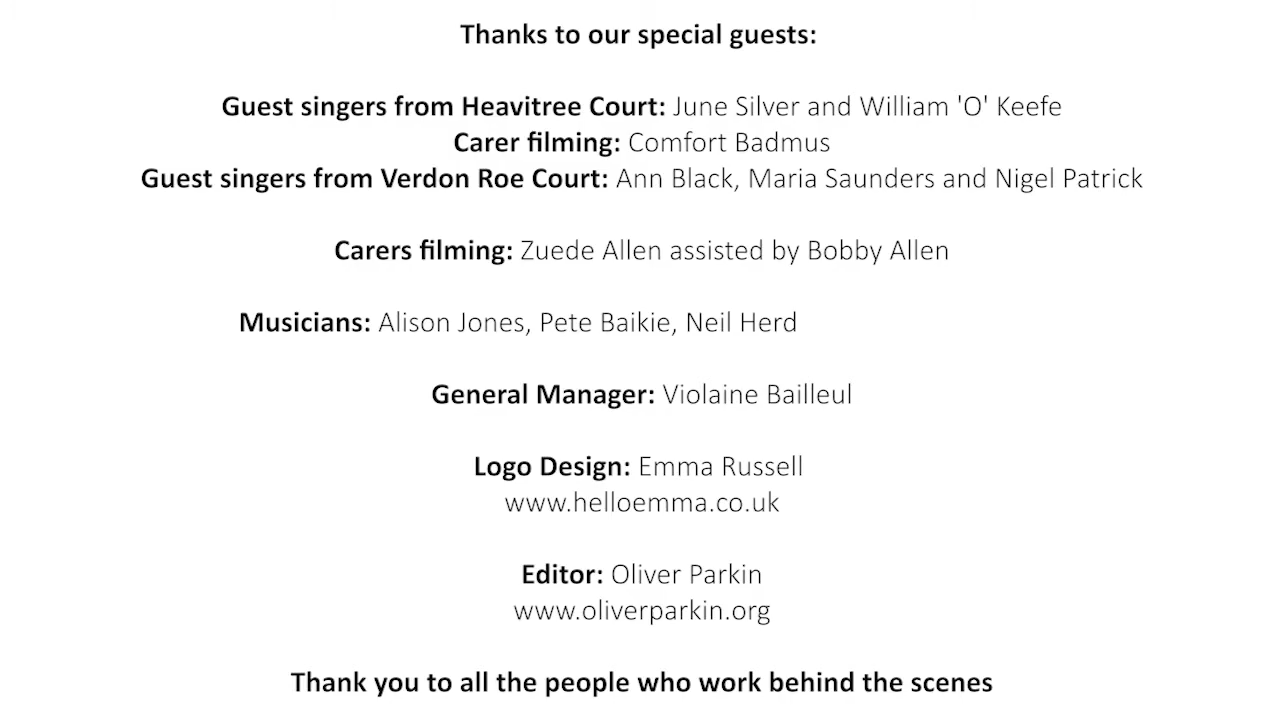 Thanks to our special guests:
Guest singers from Heavitree Court: June Silver and William 'O' Keefe
Carer filming: Comfort Badmus
Guest singers from Verdon Roe Court: Ann Black, Maria Saunders and Nigel Patrick
Carers filming: Zuede Allen assisted by Bobby Allen
Musicians: Alison Jones, Pete Baikie, Neil Herd
General Manager: Violaine Bailleul
Logo Design: Emma Russell
www.helloemma.co.uk
Editor: Oliver Parkin
www.oliverparkin.org
Thank you to all the people who work behind the scenes